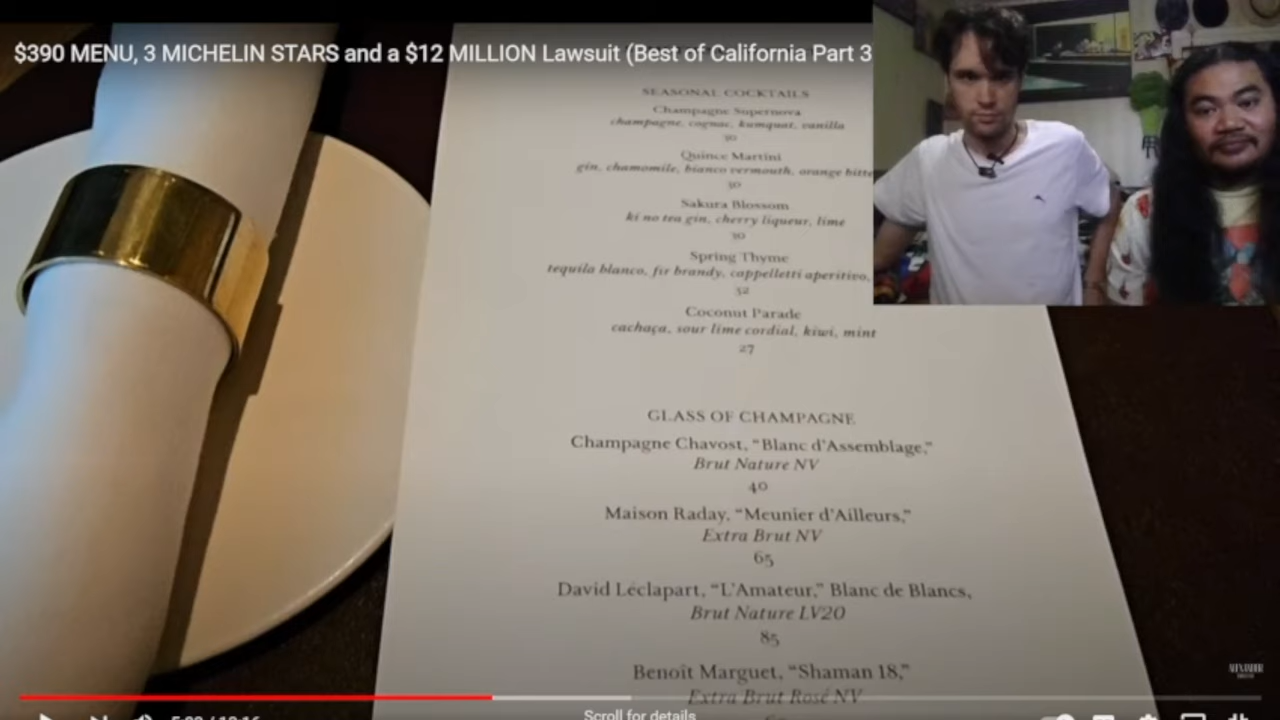 $390 MENU, 3 MICHELIN STARS and a $12 MILLION Lawsuit (Best of California Part 3
SEASONAL COCKTAILS
Champagne Supernova
champagne, cognac, kumquat, vanilla
30
Quince Martini
gin, chamomile, bianco vermouth, orange bitte
30
Sakura Blossom
ki no tea gin, cherry liqueur, lime
30
Spring Thyme
tequila blanco, fir brandy, cappelletti aperitivo,
32
Coconut Parade
cachaça, sour lime cordial, kiwi, mint
27
GLASS OF CHAMPAGNE
Champagne Chavost, “Blanc d’Assemblage,”
Brut Nature NV
40
Maison Raday, “Meunier d’Ailleurs,”
Extra Brut NV
65
David Léclapart, “L’Amateur,” Blanc de Blancs,
Brut Nature LV20
85
Benoît Marguet, “Shaman 18,”
Extra Brut Rosé NV
Scroll for details